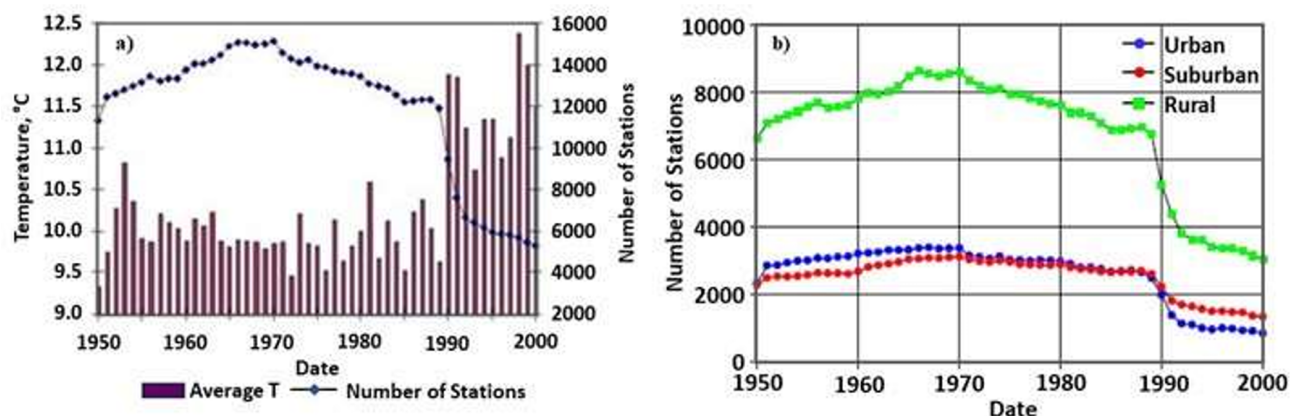 a)
12.5
12.0
11.5
11.0
10.5
10.0
9.5
9.0
Temperature, °C
16000
14000
12000
10000
8000
6000
4000
2000
Number of Stations
1950 1960 1970 1980 1990 2000
Date
Average T Number of Stations
b)
Urban
Suburban
Rural
10000
8000
6000
4000
2000
0
Number of Stations
1950 1960 1970 1980 1990 2000
Date